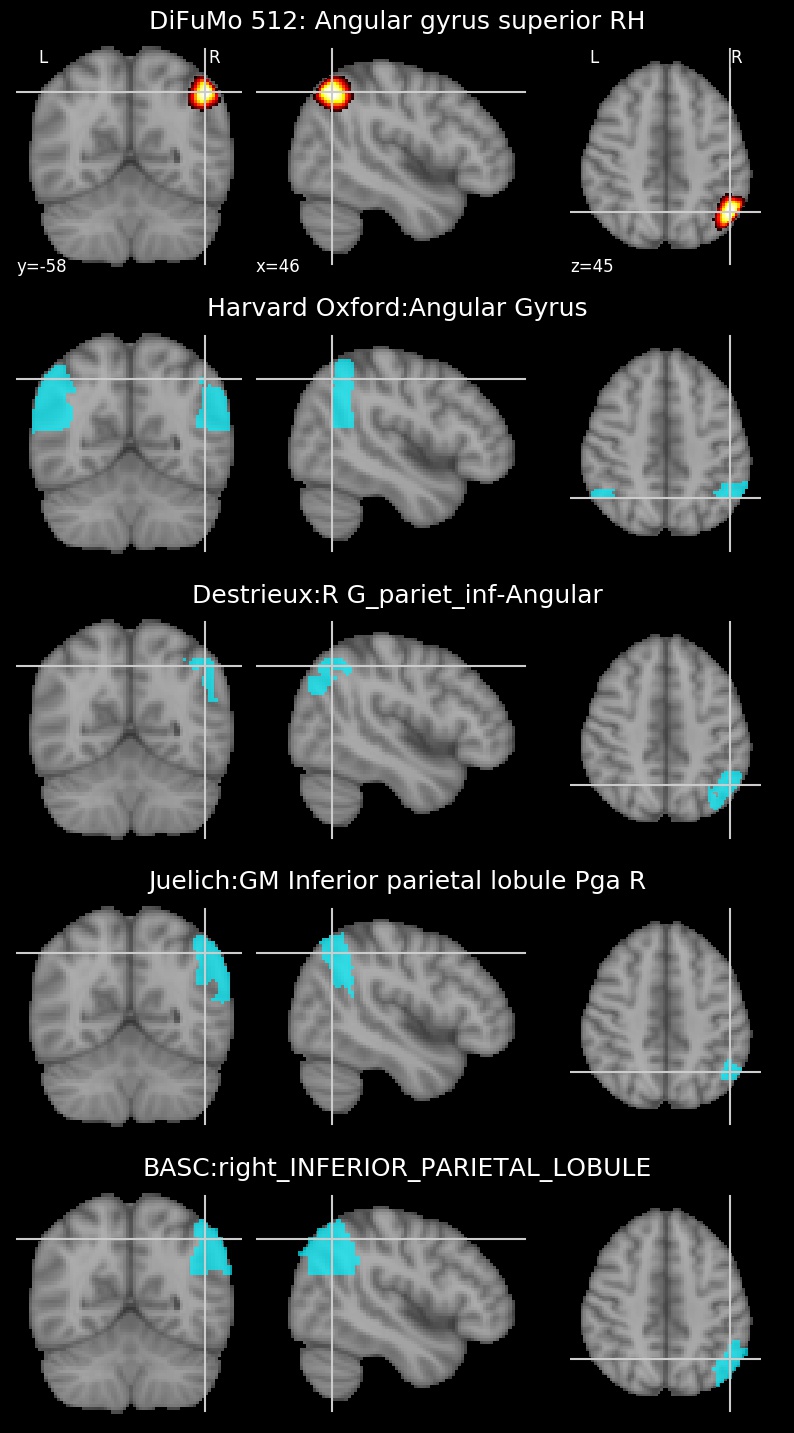 DiFuMo 512: Angular gyrus superior RH
L R L R
y=-58 x=46 z=45
Harvard Oxford:Angular Gyrus
Destrieux:R G_pariet_inf-Angular
Juelich:GM Inferior parietal lobule Pga R
BASC:right_INFERIOR_PARIETAL_LOBULE